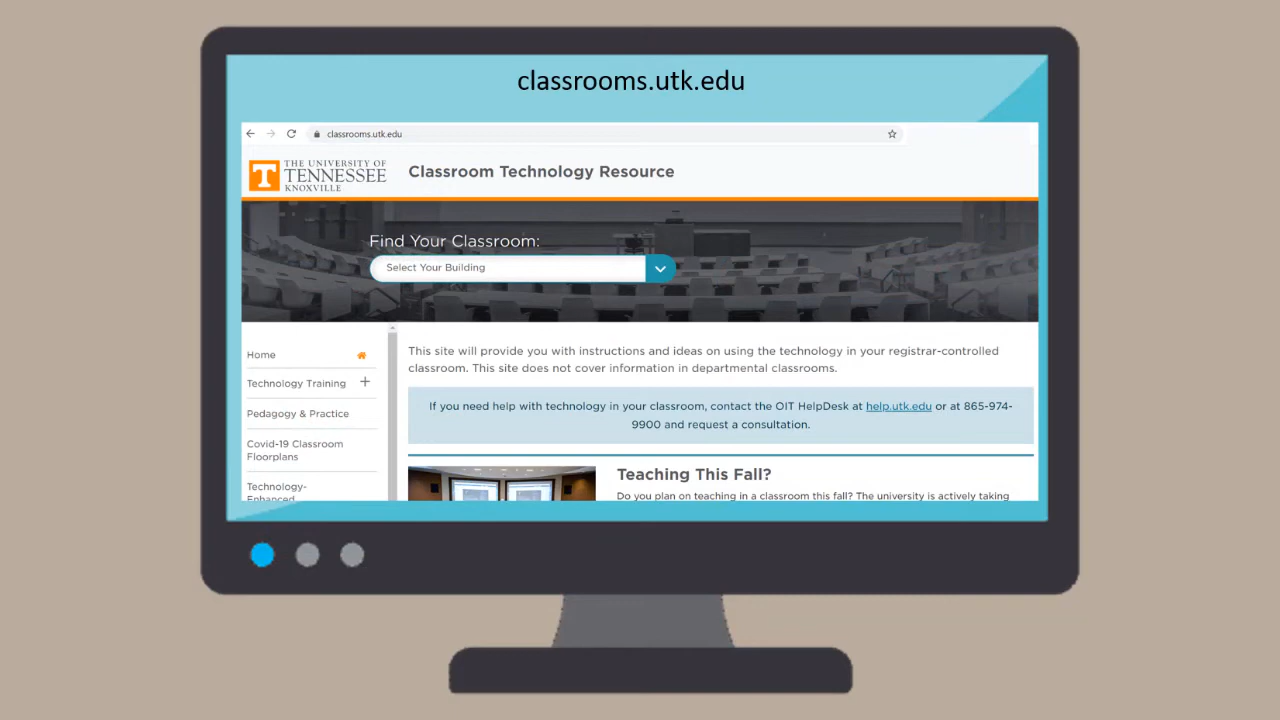 classrooms.utk.edu
classrooms.utk.edu
THE UNIVERSITY OF
TENNESSEE
KNOXVILLE
Classroom Technology Resource
Find Your Classroom:
Select Your Building
Home
Technology Training
Pedagogy & Practice
Covid-19 Classroom
Floorplans
Technology-
Enhanced
This site will provide you with instructions and ideas on using the technology in your registrar-controlled
classroom. This site does not cover information in departmental classrooms.
If you need help with technology in your classroom, contact the OIT HelpDesk at help.utk.edu or at 865-974-
9900 and request a consultation.
Teaching This Fall?
Do you plan on teaching in a classroom this fall? The university is actively taking